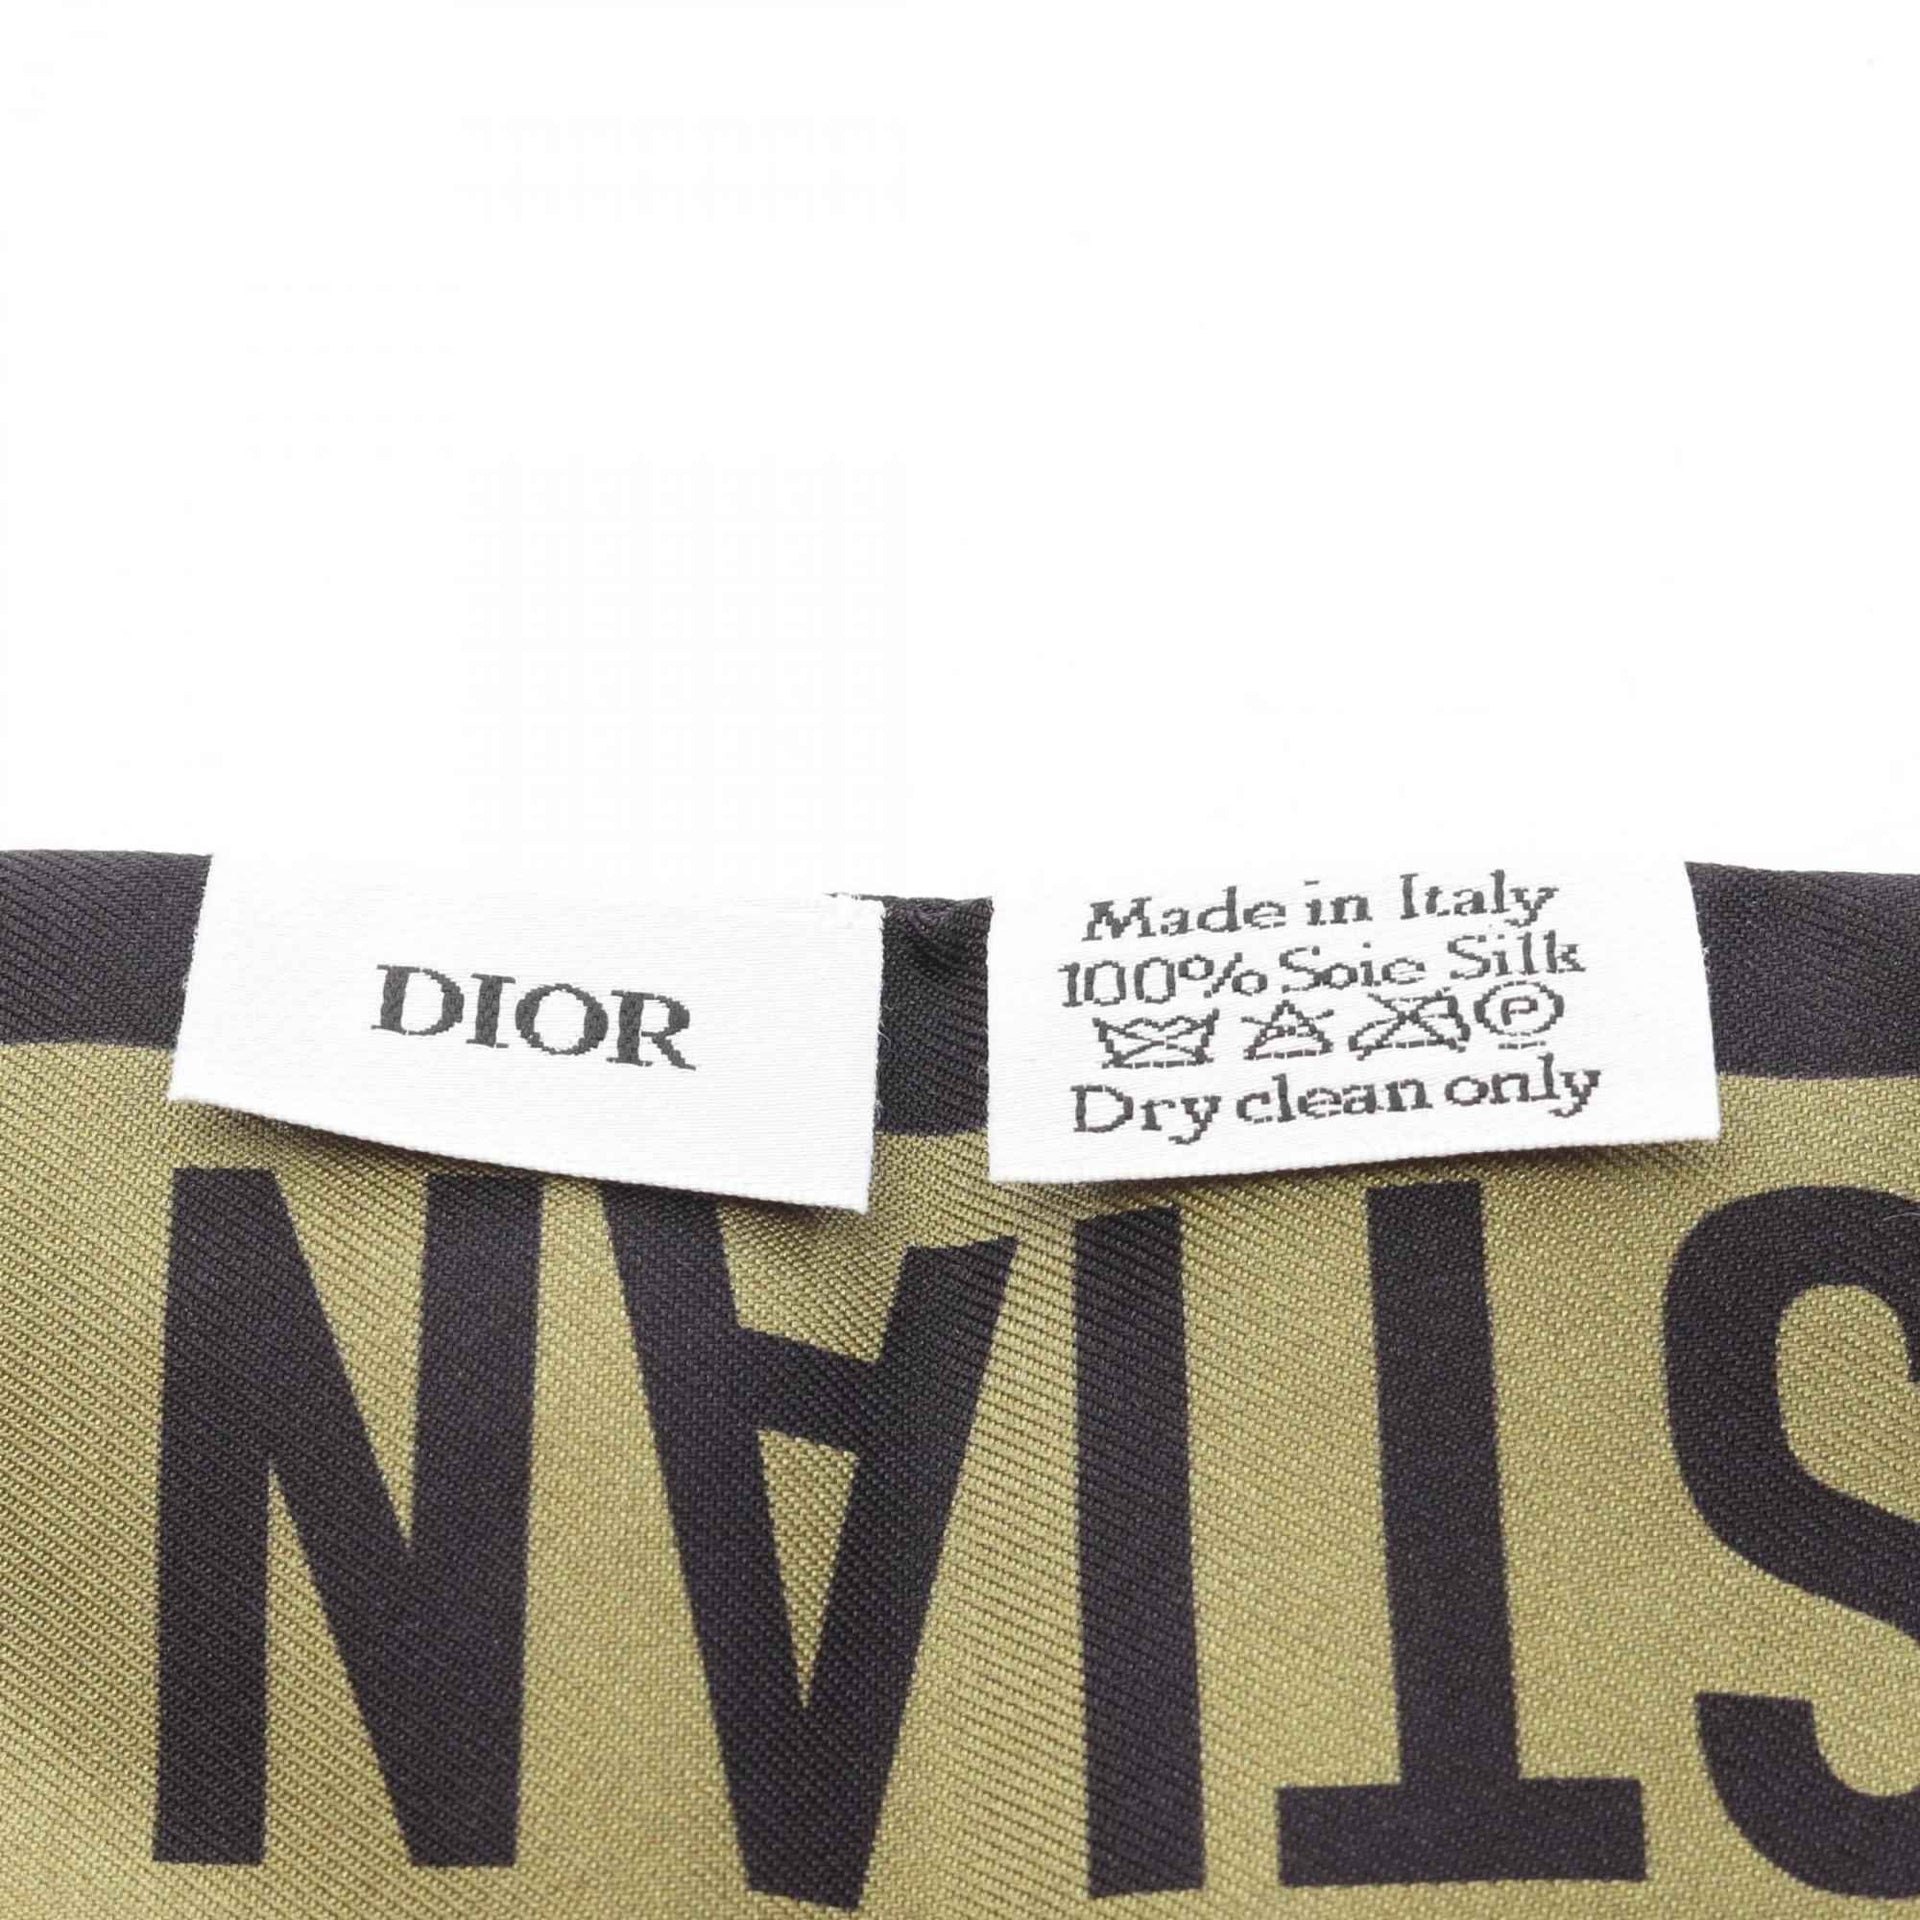 DIOR
Made in Italy
100% Soie Silk
P
Dry clean only
STIAN